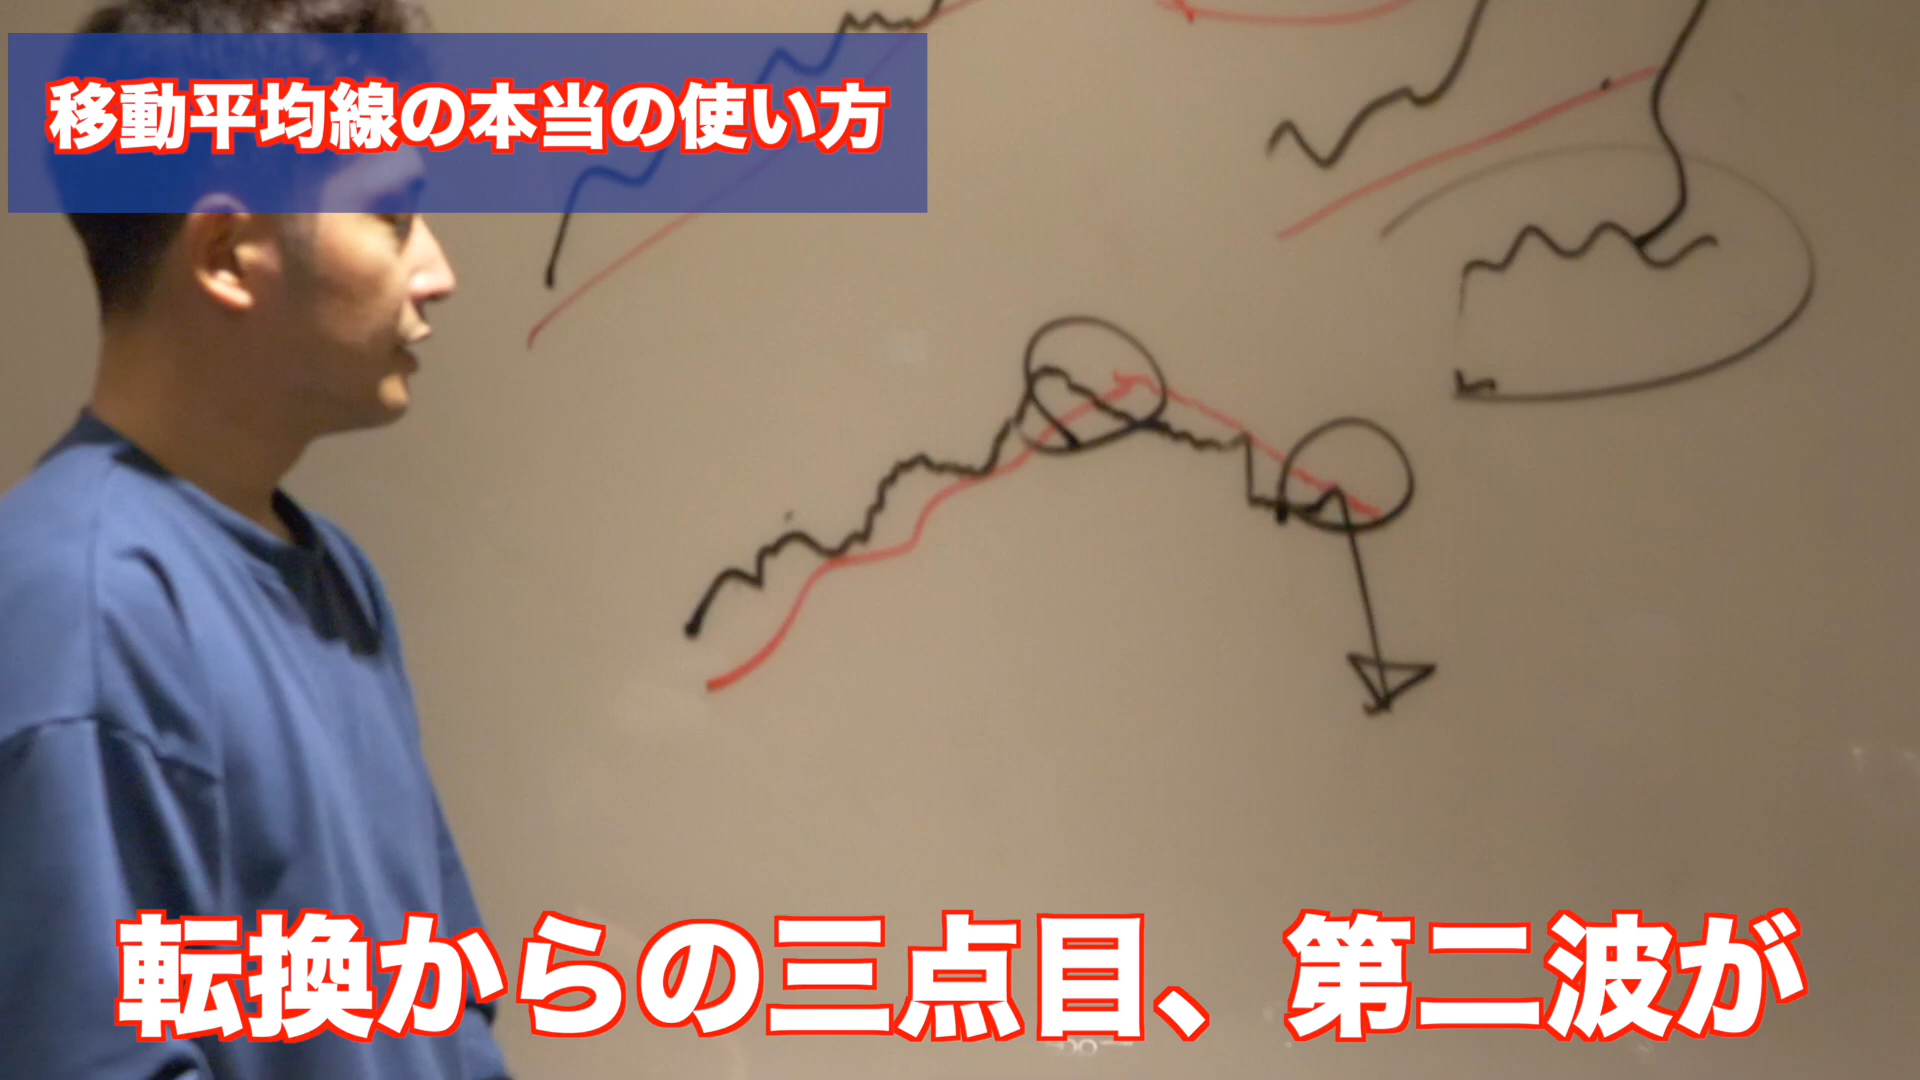 移動平均線の本当の使い方
転換からの三点目、第二波が